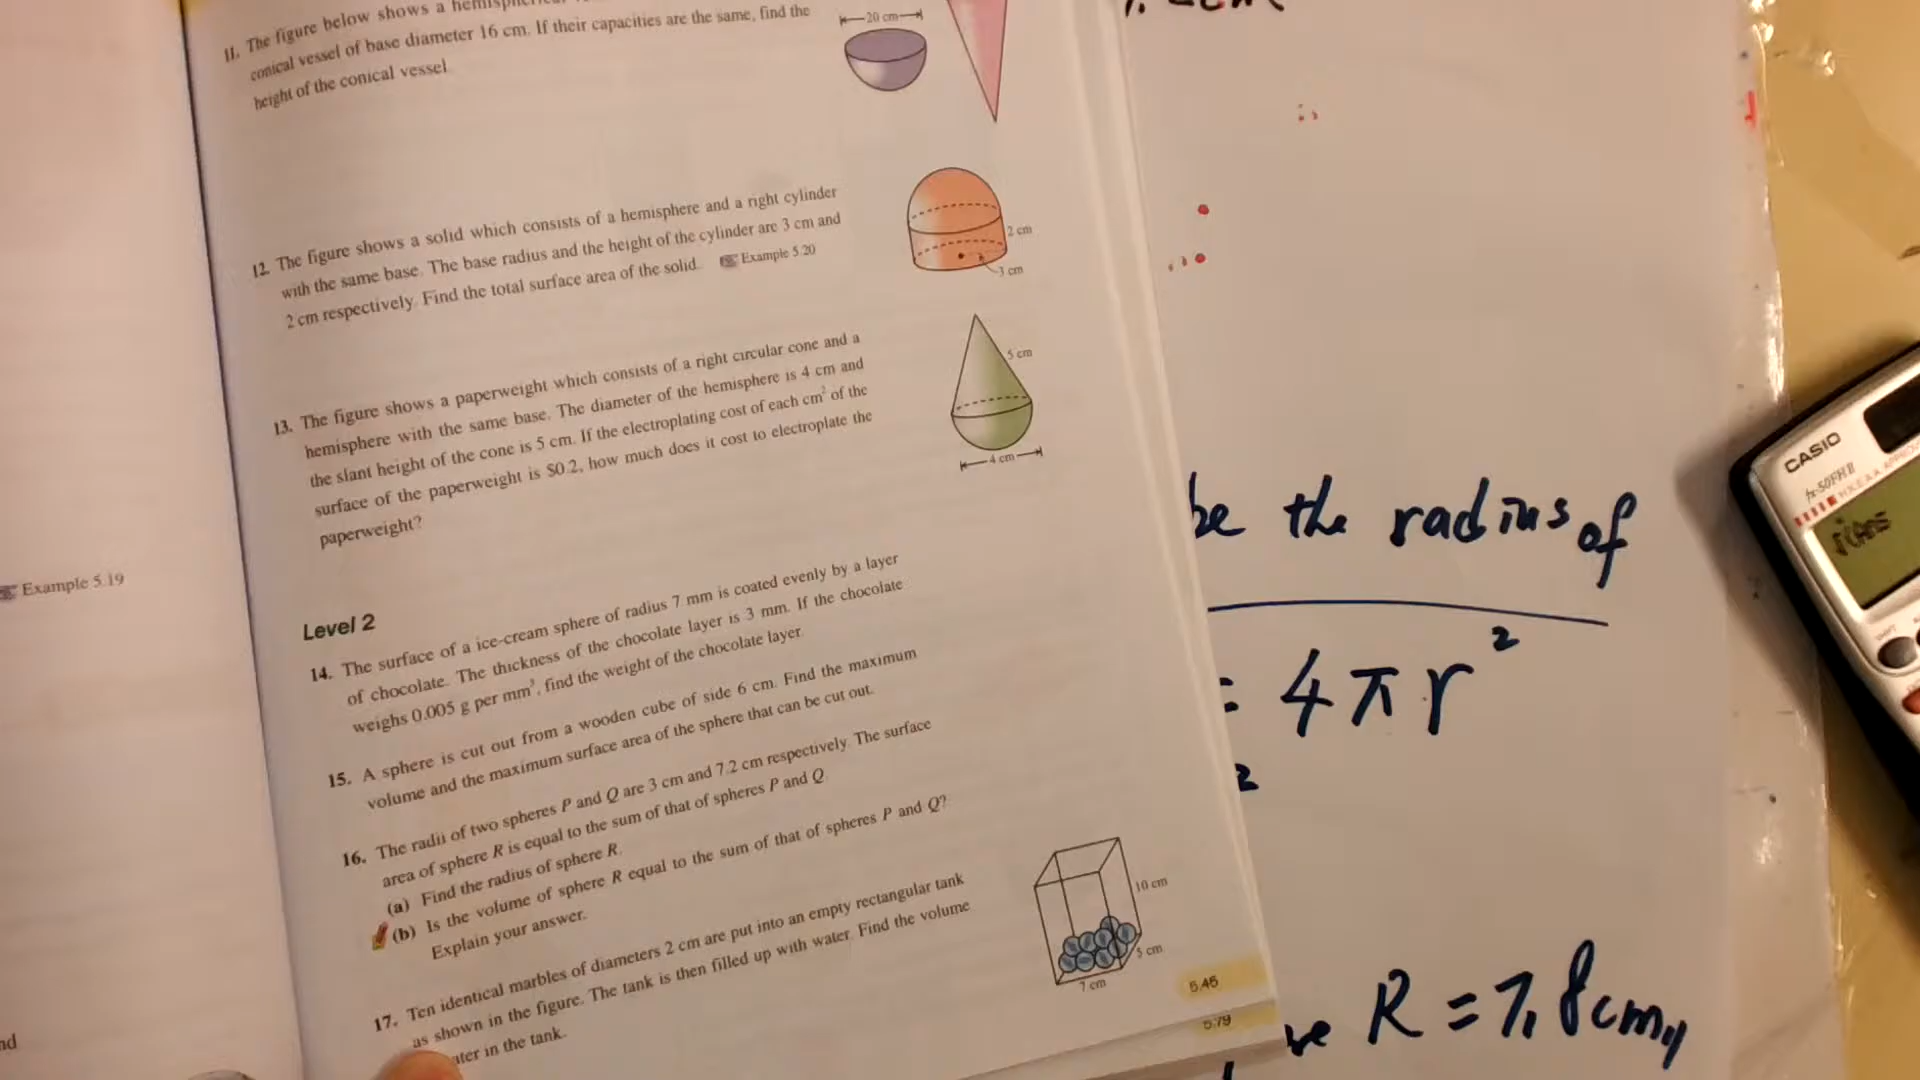 11. The figure below shows a
conical vessel of base diameter 16 cm. If their capacities are the same, find the
height of the conical vessel.
20 cm
12. The figure shows a solid which consists of a hemisphere and a right cylinder
with the same base. The base radius and the height of the cylinder are 3 cm and
2 cm respectively. Find the total surface area of the solid. Example 5.20
2 cm
3 cm
13. The figure shows a paperweight which consists of a right circular cone and a
hemisphere with the same base. The diameter of the hemisphere is 4 cm and
the slant height of the cone is 5 cm. If the electroplating cost of each cm² of the
surface of the paperweight is $0.2, how much does it cost to electroplate the
paperweight?
5 cm
4 cm
Example 5.19
Level 2
14. The surface of a ice-cream sphere of radius 7 mm is coated evenly by a layer
of chocolate. The thickness of the chocolate layer is 3 mm. If the chocolate
weighs 0.005 g per mm³, find the weight of the chocolate layer.
15. A sphere is cut out from a wooden cube of side 6 cm. Find the maximum
volume and the maximum surface area of the sphere that can be cut out.
16. The radii of two spheres P and Q are 3 cm and 7.2 cm respectively. The surface
area of sphere R is equal to the sum of that of spheres P and Q.
(a) Find the radius of sphere R.
(b) Is the volume of sphere R equal to the sum of that of spheres P and Q?
Explain your answer.
17. Ten identical marbles of diameters 2 cm are put into an empty rectangular tank
as shown in the figure. The tank is then filled up with water. Find the volume
ater in the tank.
10 cm
5 cm
7 cm
5.45
5.79
be the radius of
= 4πr²
2
R = 7.8cm
CASIO
fx-50FH II